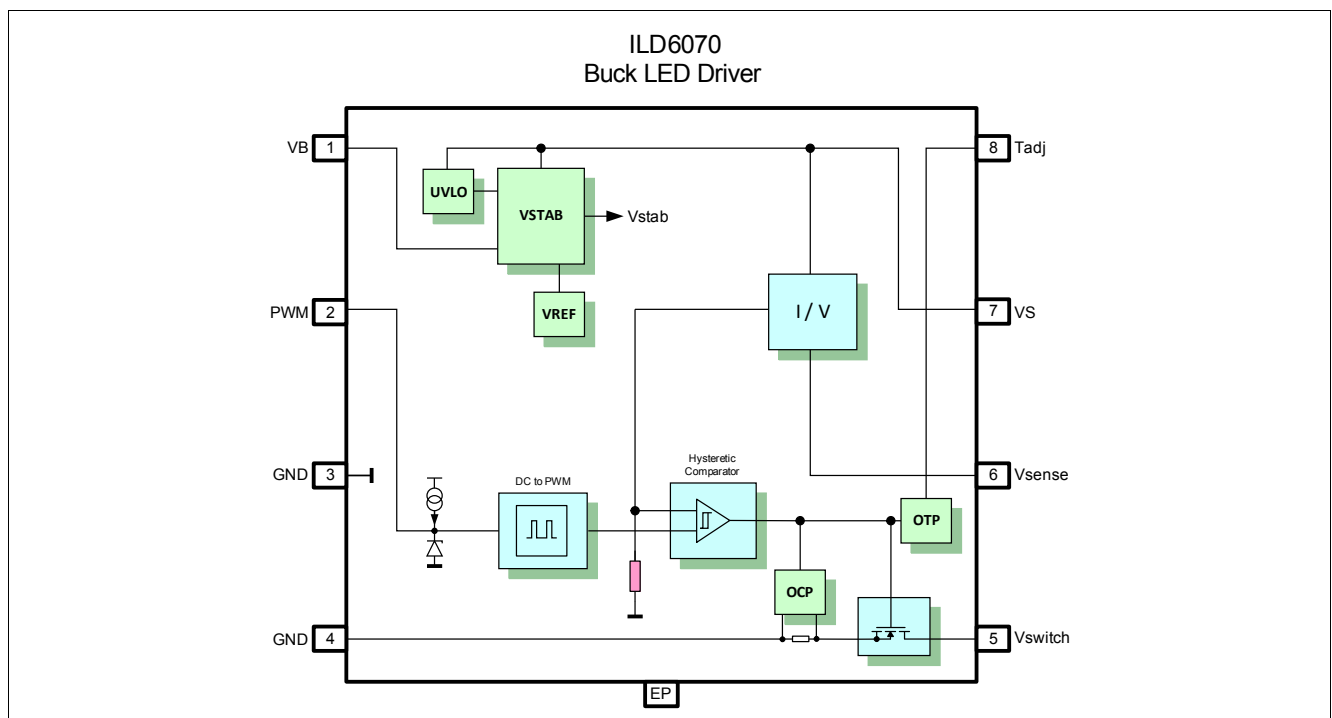 ILD6070
Buck LED Driver
VB 1
8 Tadj
UVLO
VSTAB
Vstab
VREF
PWM 2
I / V
7 VS
GND 3
DC to PWM
Hysteretic
Comparator
6 Vsense
OTP
OCP
GND 4
5 Vswitch
EP